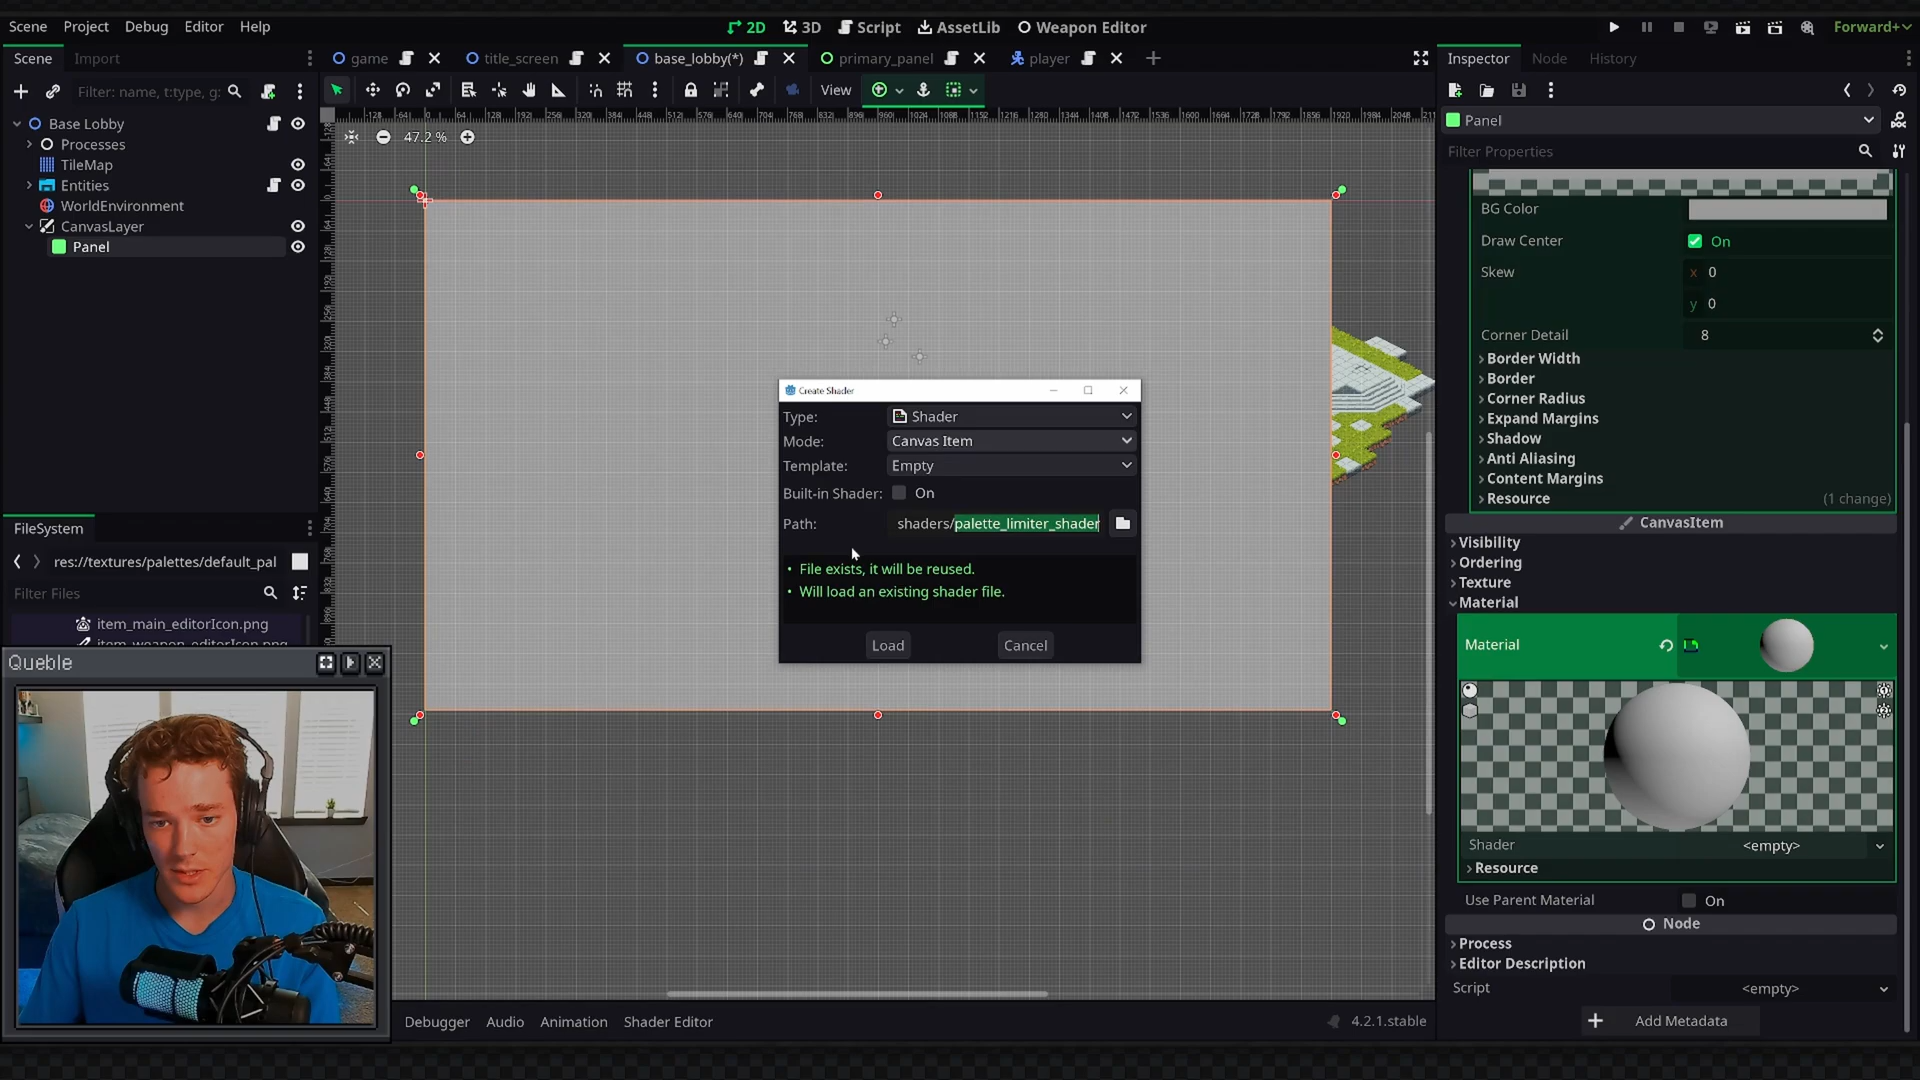 Scene Project Debug Editor Help
2D 3D Script AssetLib Weapon Editor
Forward+
Scene Import
game title_screen base_lobby(*) primary_panel player
Inspector Node History
Filter: name, t:type, g:
View
Base Lobby
Processes
TileMap
Entities
WorldEnvironment
CanvasLayer
Panel
47.2 %
Panel
Filter Properties
BG Color
Draw Center On
Skew x 0
y 0
Corner Detail 8
Border Width
Border
Corner Radius
Expand Margins
Shadow
Anti Aliasing
Content Margins
Resource (1 change)
CanvasItem
Visibility
Ordering
Texture
Material
Material
Shader <empty>
Resource
Use Parent Material On
Node
Process
Editor Description
Script <empty>
Add Metadata
Create Shader
Type: Shader
Mode: Canvas Item
Template: Empty
Built-in Shader: On
Path: shaders/palette_limiter_shader
• File exists, it will be reused.
• Will load an existing shader file.
Load Cancel
FileSystem
res://textures/palettes/default_pal
Filter Files
item_main_editorIcon.png
item_weapon_editorIcon.png
Queble
Debugger Audio Animation Shader Editor
4.2.1.stable